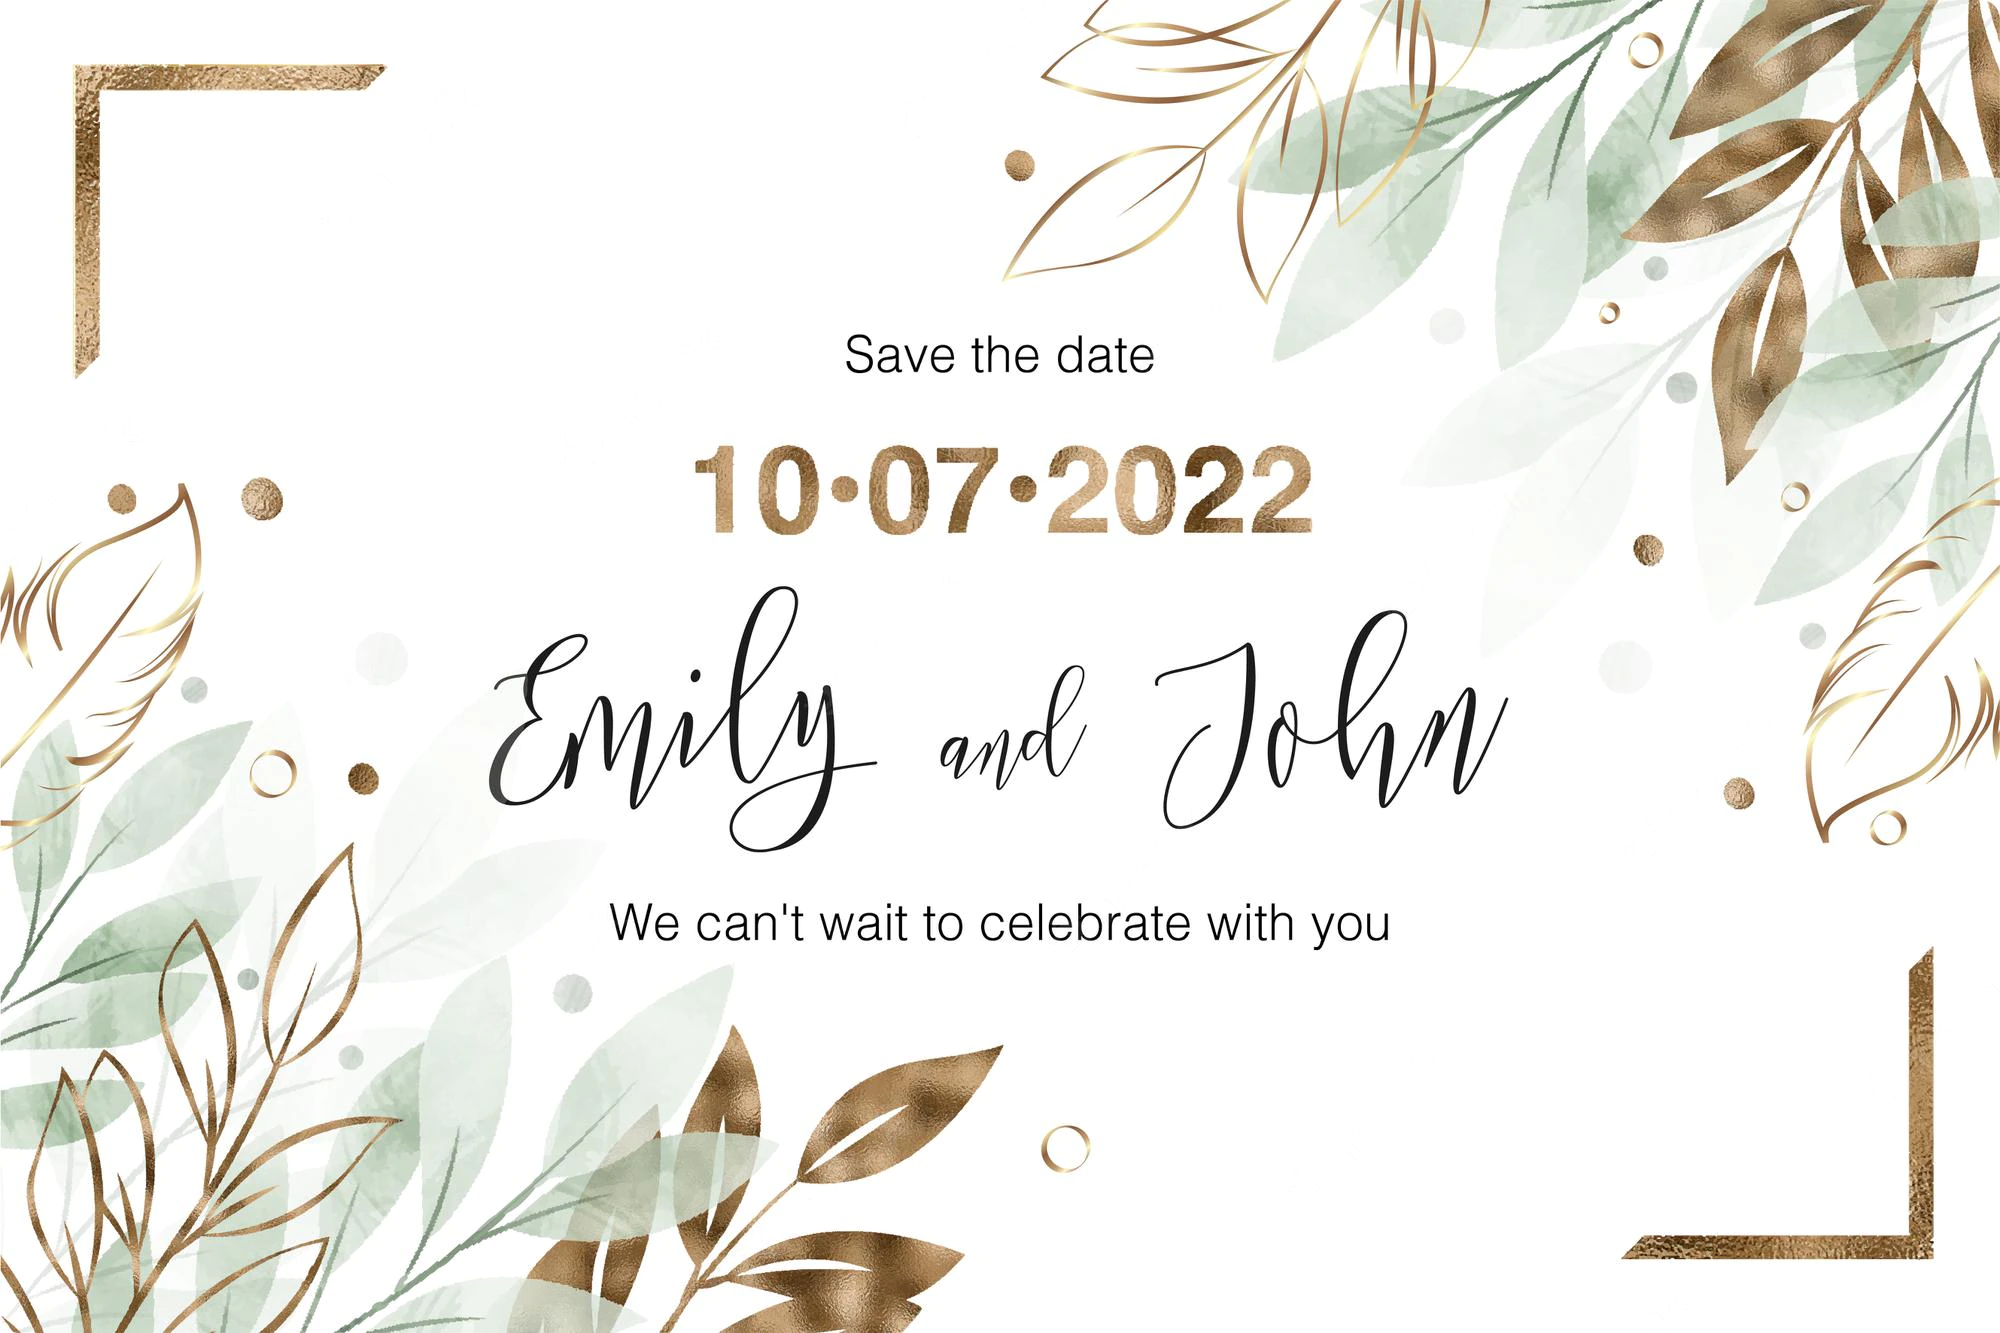 Save the date
10•07•2022
Emily and John
We can't wait to celebrate with you